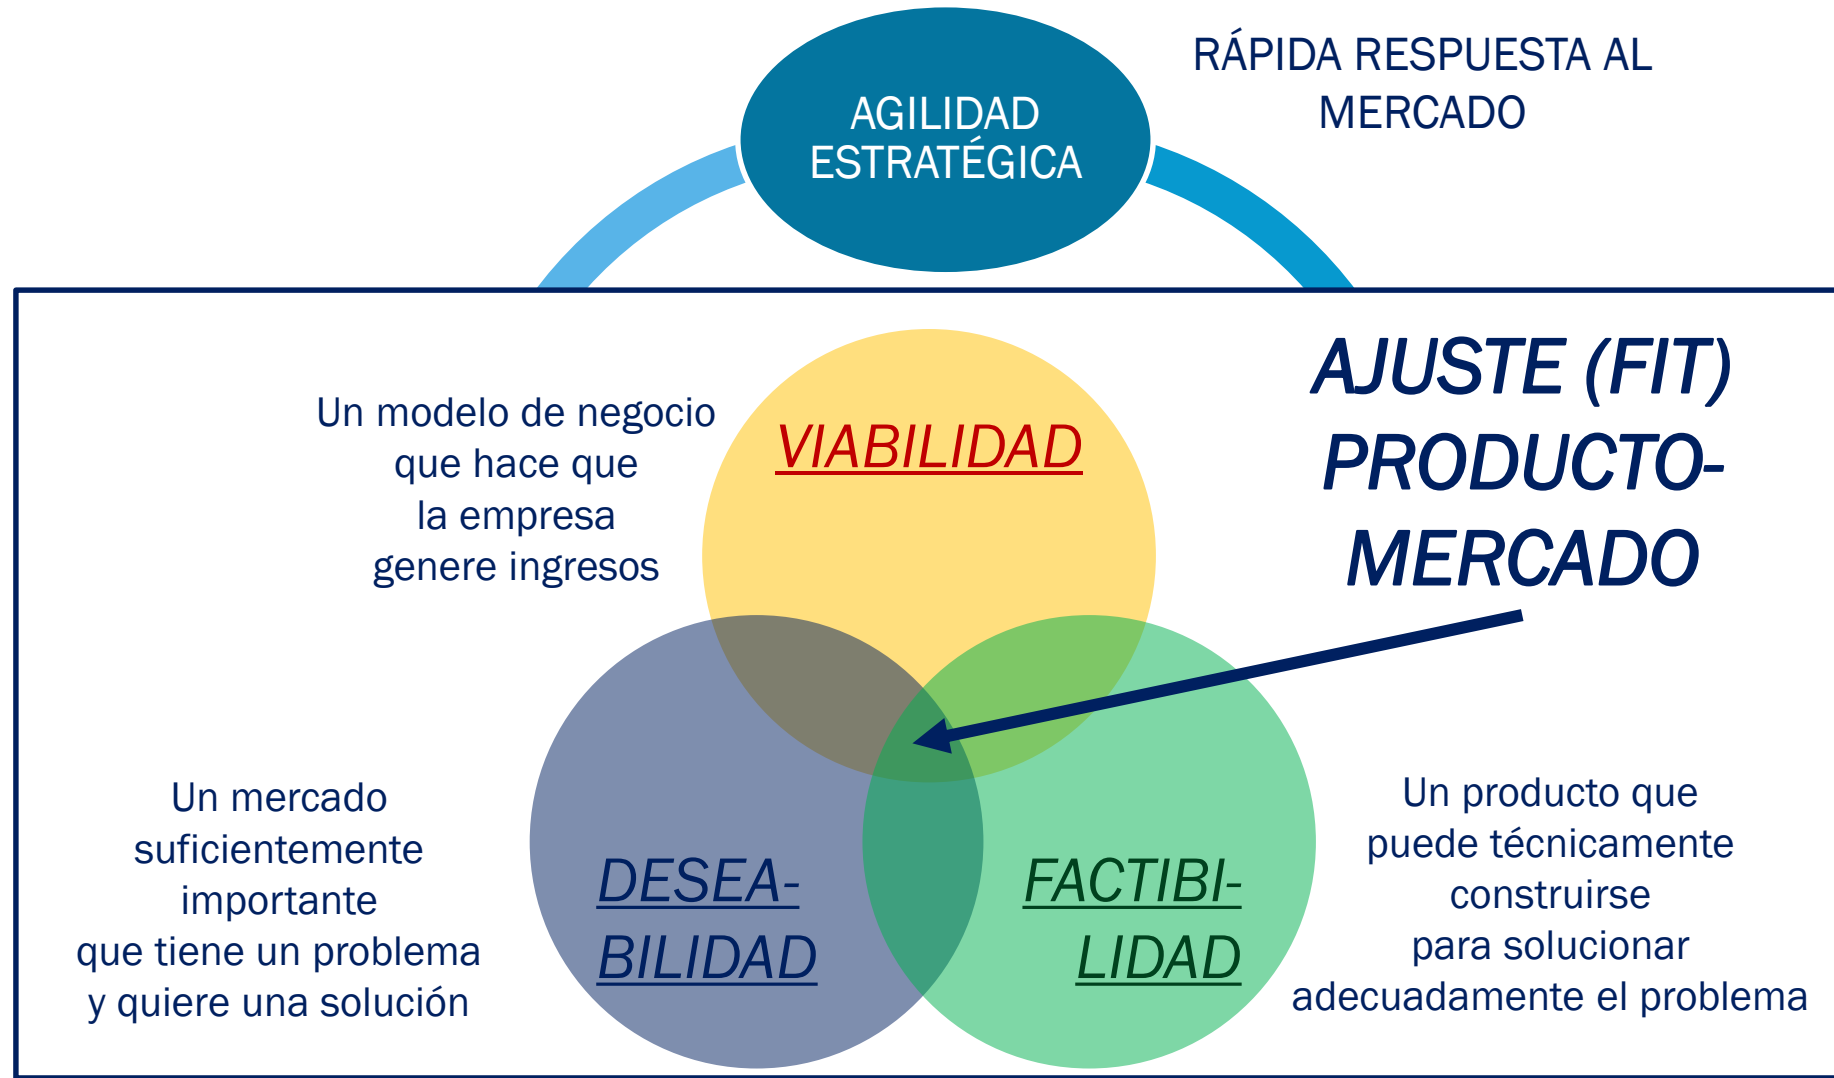 AGILIDAD
ESTRATÉGICA
RÁPIDA RESPUESTA AL
MERCADO
AJUSTE (FIT)
PRODUCTO-
MERCADO
Un modelo de negocio
que hace que
la empresa
genere ingresos
VIABILIDAD
Un mercado
suficientemente
importante
que tiene un problema
y quiere una solución
DESEA-
BILIDAD
FACTIBI-
LIDAD
Un producto que
puede técnicamente
construirse
para solucionar
adecuadamente el problema